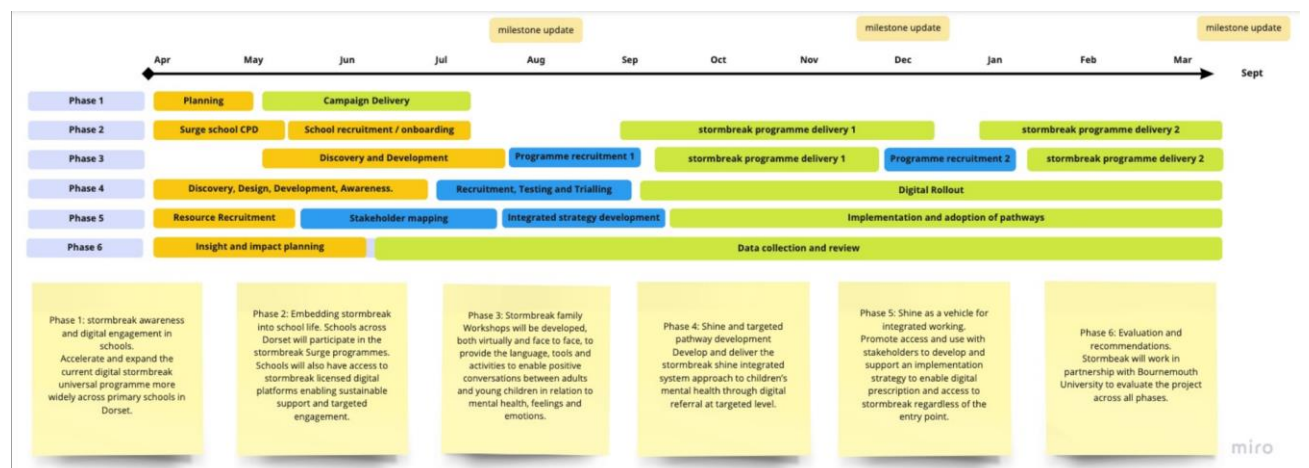 milestone update
milestone update
milestone update
Apr May Jun Jul Aug Sep Oct Nov Dec Jan Feb Mar Sept
Phase 1 Planning Campaign Delivery
Phase 2 Surge school CPD School recruitment / onboarding stormbreak programme delivery 1 stormbreak programme delivery 2
Phase 3 Discovery and Development Programme recruitment 1 stormbreak programme delivery 1 Programme recruitment 2 stormbreak programme delivery 2
Phase 4 Discovery, Design, Development, Awareness. Recruitment, Testing and Trialling Digital Rollout
Phase 5 Resource Recruitment Stakeholder mapping Integrated strategy development Implementation and adoption of pathways
Phase 6 Insight and impact planning Data collection and review
Phase 1: stormbreak awareness
and digital engagement in
schools.
Accelerate and expand the
current digital stormbreak
universal programme more
widely across primary schools in
Dorset.
Phase 2: Embedding stormbreak
into school life. Schools across
Dorset will participate in the
stormbreak Surge programmes.
Schools will also have access to
stormbreak licensed digital
platforms enabling sustainable
support and targeted
engagement.
Phase 3: Stormbreak family
Workshops will be developed,
both virtually and face to face, to
provide the language, tools and
activities to enable positive
conversations between adults
and young children in relation to
mental health, feelings and
emotions.
Phase 4: Shine and targeted
pathway development
Develop and deliver the
stormbreak shine integrated
system approach to children's
mental health through digital
referral at targeted level.
Phase 5: Shine as a vehicle for
integrated working.
Promote access and use with
stakeholders to develop and
support an implementation
strategy to enable digital
prescription and access to
stormbreak regardless of the
entry point.
Phase 6: Evaluation and
recommendations.
Stormbeak will work in
partnership with Bournemouth
University to evaluate the project
across all phases.
miro